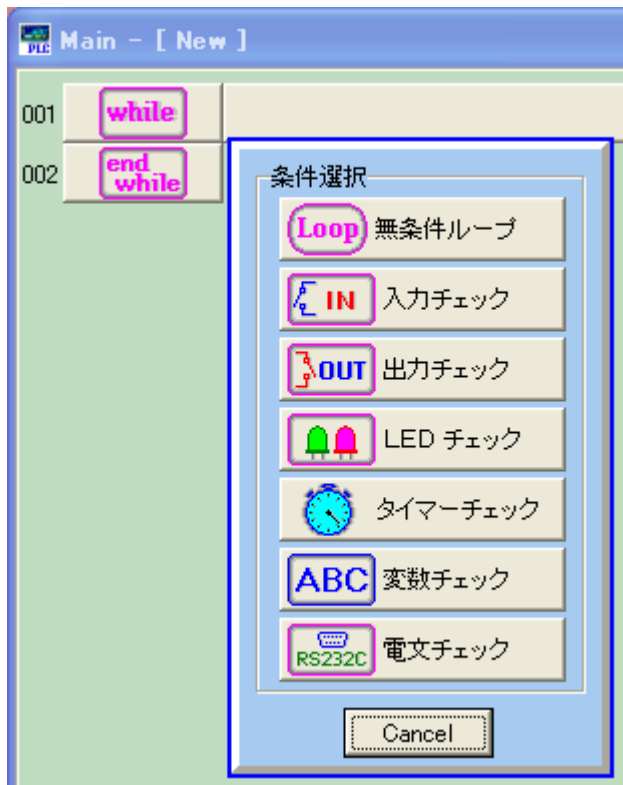 PLC Main - [ New ]
001 while
002 end while
条件選択
Loop 無条件ループ
IN 入力チェック
OUT 出力チェック
LED チェック
タイマーチェック
ABC 変数チェック
RS232C 電文チェック
Cancel